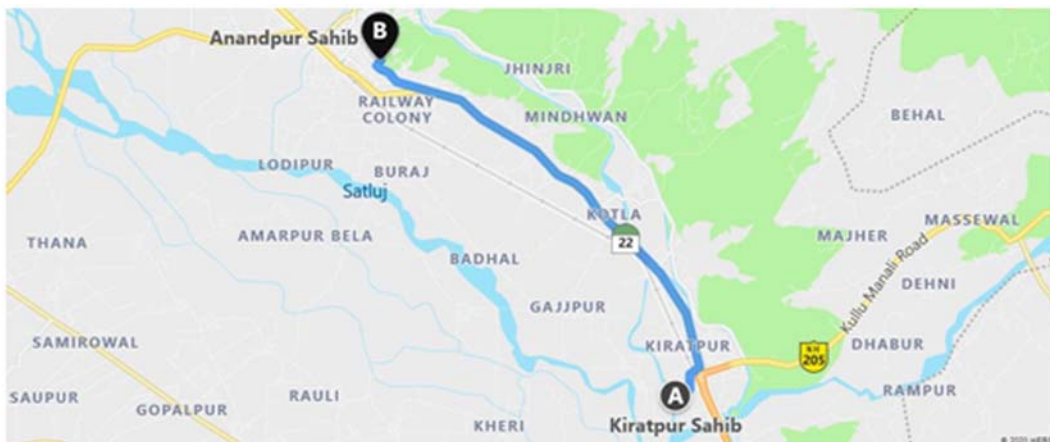 B
Anandpur Sahib
JHINJRI
RAILWAY
COLONY
MINDHWAN
BEHAL
LODIPUR
BURAJ
Satluj
KOTLA
22
MASSEWAL
THANA
AMARPUR BELA
MAJHER
BADHAL
Kullu Manali Road
DEHNI
GAJJPUR
SAMIROWAL
KIRATPUR
NH
205
DHABUR
SAUPUR
GOPALPUR
RAULI
A
RAMPUR
KHERI
Kiratpur Sahib